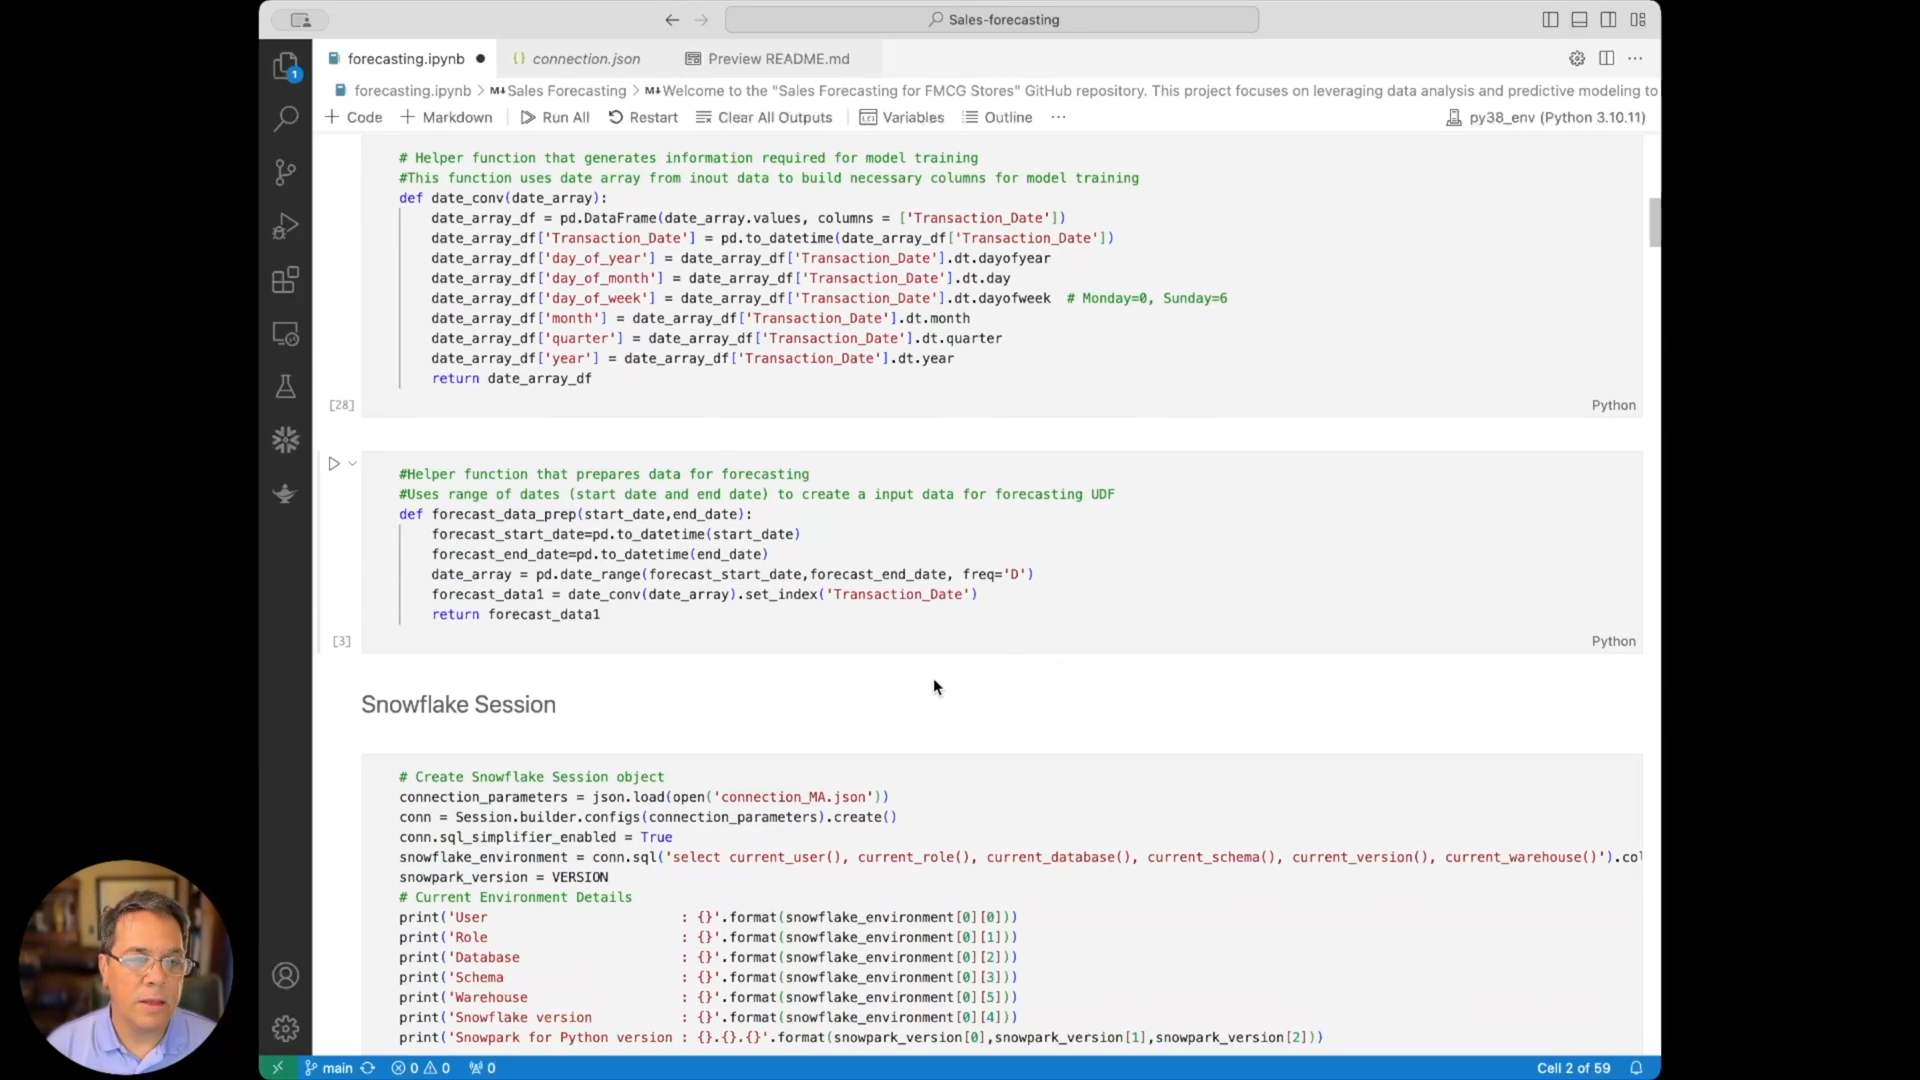 Sales-forecasting
forecasting.ipynb
connection.json
Preview README.md
forecasting.ipynb > M↓Sales Forecasting > M↓Welcome to the "Sales Forecasting for FMCG Stores" GitHub repository. This project focuses on leveraging data analysis and predictive modeling to
+ Code + Markdown Run All Restart Clear All Outputs Variables Outline ... py38_env (Python 3.10.11)
# Helper function that generates information required for model training
#This function uses date array from inout data to build necessary columns for model training
def date_conv(date_array):
date_array_df = pd.DataFrame(date_array.values, columns = ['Transaction_Date'])
date_array_df['Transaction_Date'] = pd.to_datetime(date_array_df['Transaction_Date'])
date_array_df['day_of_year'] = date_array_df['Transaction_Date'].dt.dayofyear
date_array_df['day_of_month'] = date_array_df['Transaction_Date'].dt.day
date_array_df['day_of_week'] = date_array_df['Transaction_Date'].dt.dayofweek # Monday=0, Sunday=6
date_array_df['month'] = date_array_df['Transaction_Date'].dt.month
date_array_df['quarter'] = date_array_df['Transaction_Date'].dt.quarter
date_array_df['year'] = date_array_df['Transaction_Date'].dt.year
return date_array_df
[28] Python
#Helper function that prepares data for forecasting
#Uses range of dates (start date and end date) to create a input data for forecasting UDF
def forecast_data_prep(start_date,end_date):
forecast_start_date=pd.to_datetime(start_date)
forecast_end_date=pd.to_datetime(end_date)
date_array = pd.date_range(forecast_start_date,forecast_end_date, freq='D')
forecast_data1 = date_conv(date_array).set_index('Transaction_Date')
return forecast_data1
[3] Python
Snowflake Session
# Create Snowflake Session object
connection_parameters = json.load(open('connection_MA.json'))
conn = Session.builder.configs(connection_parameters).create()
conn.sql_simplifier_enabled = True
snowflake_environment = conn.sql('select current_user(), current_role(), current_database(), current_schema(), current_version(), current_warehouse()').col
snowpark_version = VERSION
# Current Environment Details
print('User : {}'.format(snowflake_environment[0][0]))
print('Role : {}'.format(snowflake_environment[0][1]))
print('Database : {}'.format(snowflake_environment[0][2]))
print('Schema : {}'.format(snowflake_environment[0][3]))
print('Warehouse : {}'.format(snowflake_environment[0][5]))
print('Snowflake version : {}'.format(snowflake_environment[0][4]))
print('Snowpark for Python version : {}.{}.{}'.format(snowpark_version[0],snowpark_version[1],snowpark_version[2]))
1
main 0 0 0 Cell 2 of 59